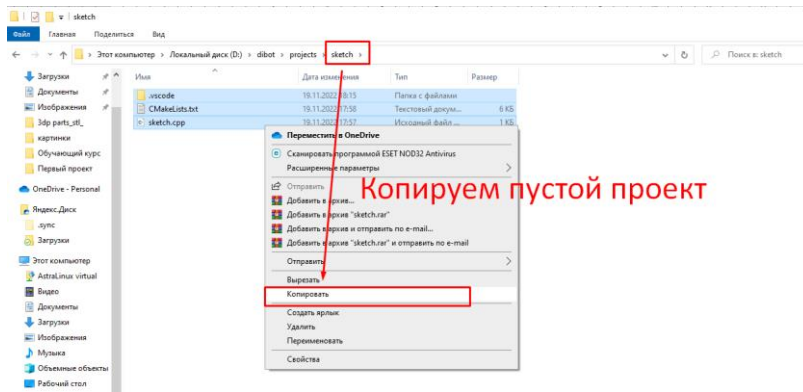 sketch
Файл Главная Поделиться Вид
Этот компьютер > Локальный диск (D:) > dibot > projects > sketch >
Поиск в: sketch
Имя Дата изменения Тип Размер
Загрузки
Документы
Изображения
3dp parts_stl_
картинки
Обучающий курс
Первый проект
OneDrive - Personal
Яндекс.Диск
.sync
Загрузки
Этот компьютер
AstraLinux virtual
Видео
Документы
Загрузки
Изображения
Музыка
Объемные объекты
Рабочий стол
.vscode 19.11.2022 18:15 Папка с файлами
CMakeLists.txt 19.11.2022 17:58 Текстовый докум... 6 КБ
sketch.cpp 19.11.2022 17:57 Исходный файл ... 1 КБ
Переместить в OneDrive
Сканировать программой ESET NOD32 Antivirus
Расширенные параметры
Отправить
Добавить в архив...
Добавить в архив "sketch.rar"
Добавить в архив и отправить по e-mail...
Добавить в архив "sketch.rar" и отправить по e-mail
Отправить
Вырезать
Копировать
Создать ярлык
Удалить
Переименовать
Свойства
Копируем пустой проект